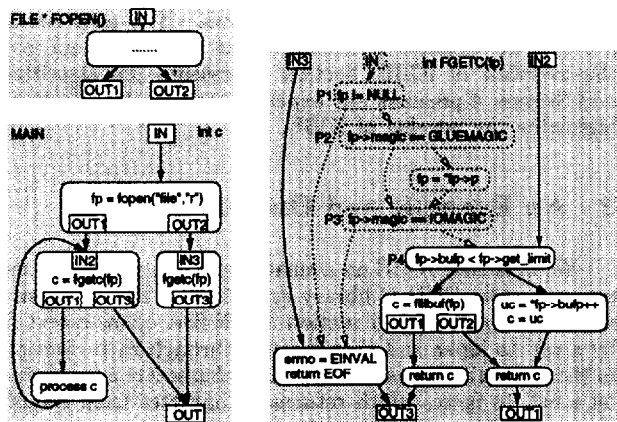 FILE * FOPEN() IN
.......
OUT1 OUT2
MAIN IN int c
fp = fopen("file","r")
OUT1 OUT2
IN2 IN3
c = fgetc(fp) fgetc(fp)
OUT1 OUT3 OUT3
process c
OUT
IN3 IN int FGETC(fp) IN2
P1 fp != NULL
P2 fp->magic == GLUEMAGIC
fp = *fp->p
P3 fp->magic == IOMAGIC
P4 fp->bufp < fp->get_limit
c = fillbuf(fp) uc = *fp->bufp++
OUT1 OUT2 c = uc
errno = EINVAL
return EOF return c return c
OUT3 OUT1